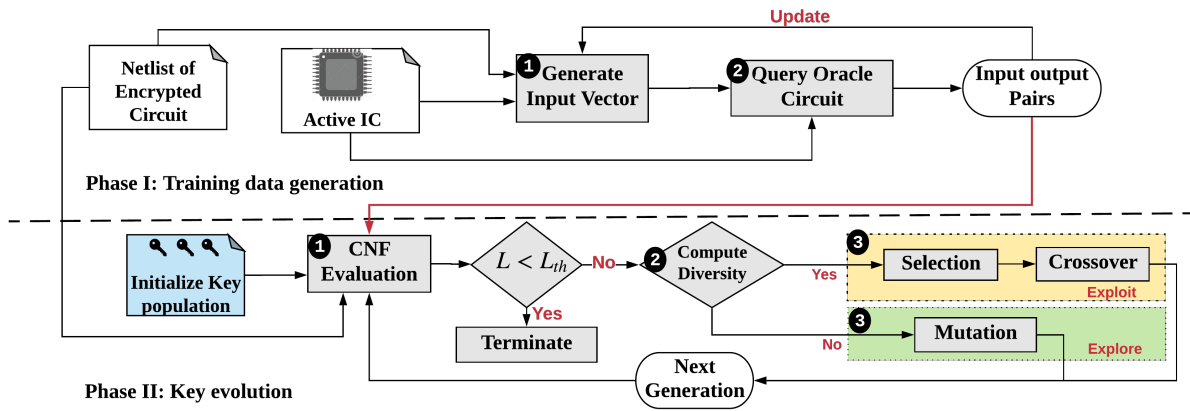 Update
Netlist of
Encrypted
Circuit
Active IC
1
Generate
Input Vector
2
Query Oracle
Circuit
Input output
Pairs
Phase I: Training data generation
Initialize Key
population
1
CNF
Evaluation
L < Lth
No
Yes
Terminate
2
Compute
Diversity
Yes
No
3
Selection
Crossover
Exploit
3
Mutation
Explore
Next
Generation
Phase II: Key evolution